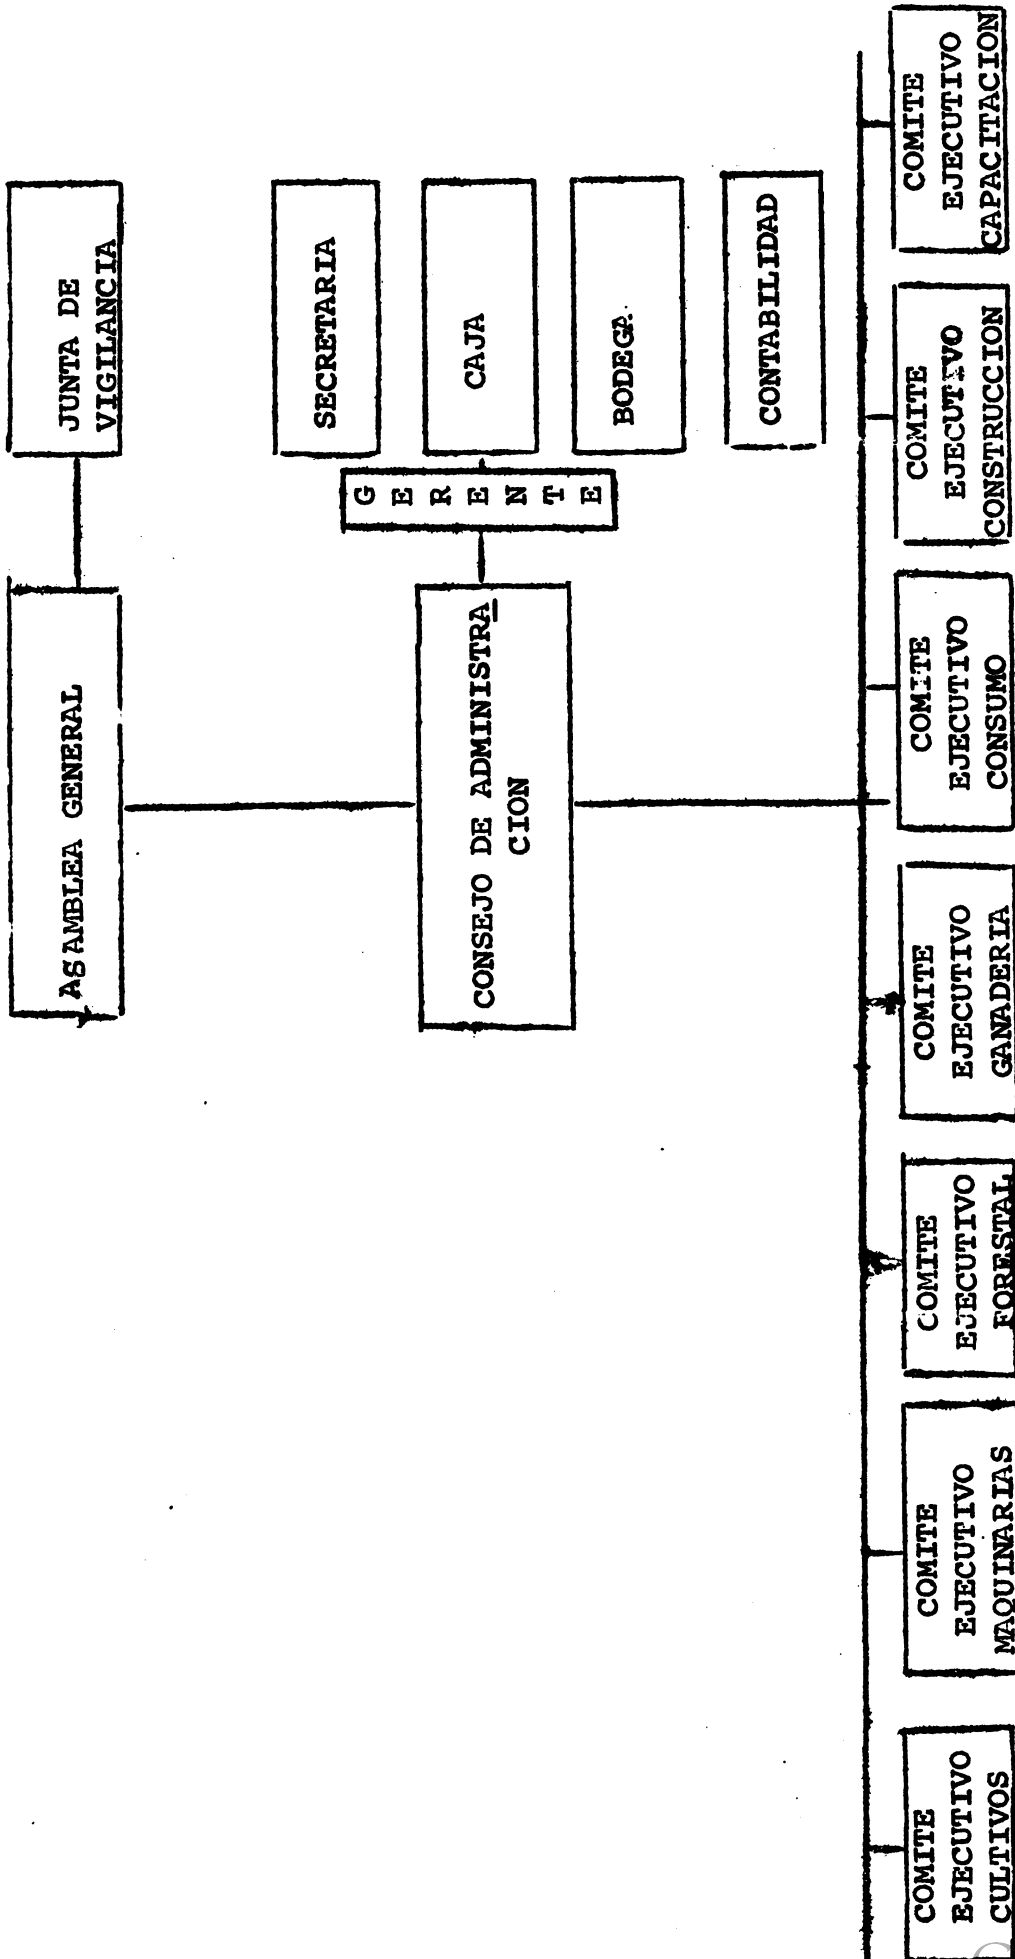 ASAMBLEA GENERAL
JUNTA DE
VIGILANCIA
CONSEJO DE ADMINISTRA
CION
GERENTE
SECRETARIA
CAJA
BODEGA
CONTABILIDAD
COMITE
EJECUTIVO
CULTIVOS
COMITE
EJECUTIVO
MAQUINARIAS
COMITE
EJECUTIVO
FORESTAL
COMITE
EJECUTIVO
GANADERIA
COMITE
EJECUTIVO
CONSUMO
COMITE
EJECUTIVO
CONSTRUCCION
COMITE
EJECUTIVO
CAPACITACION